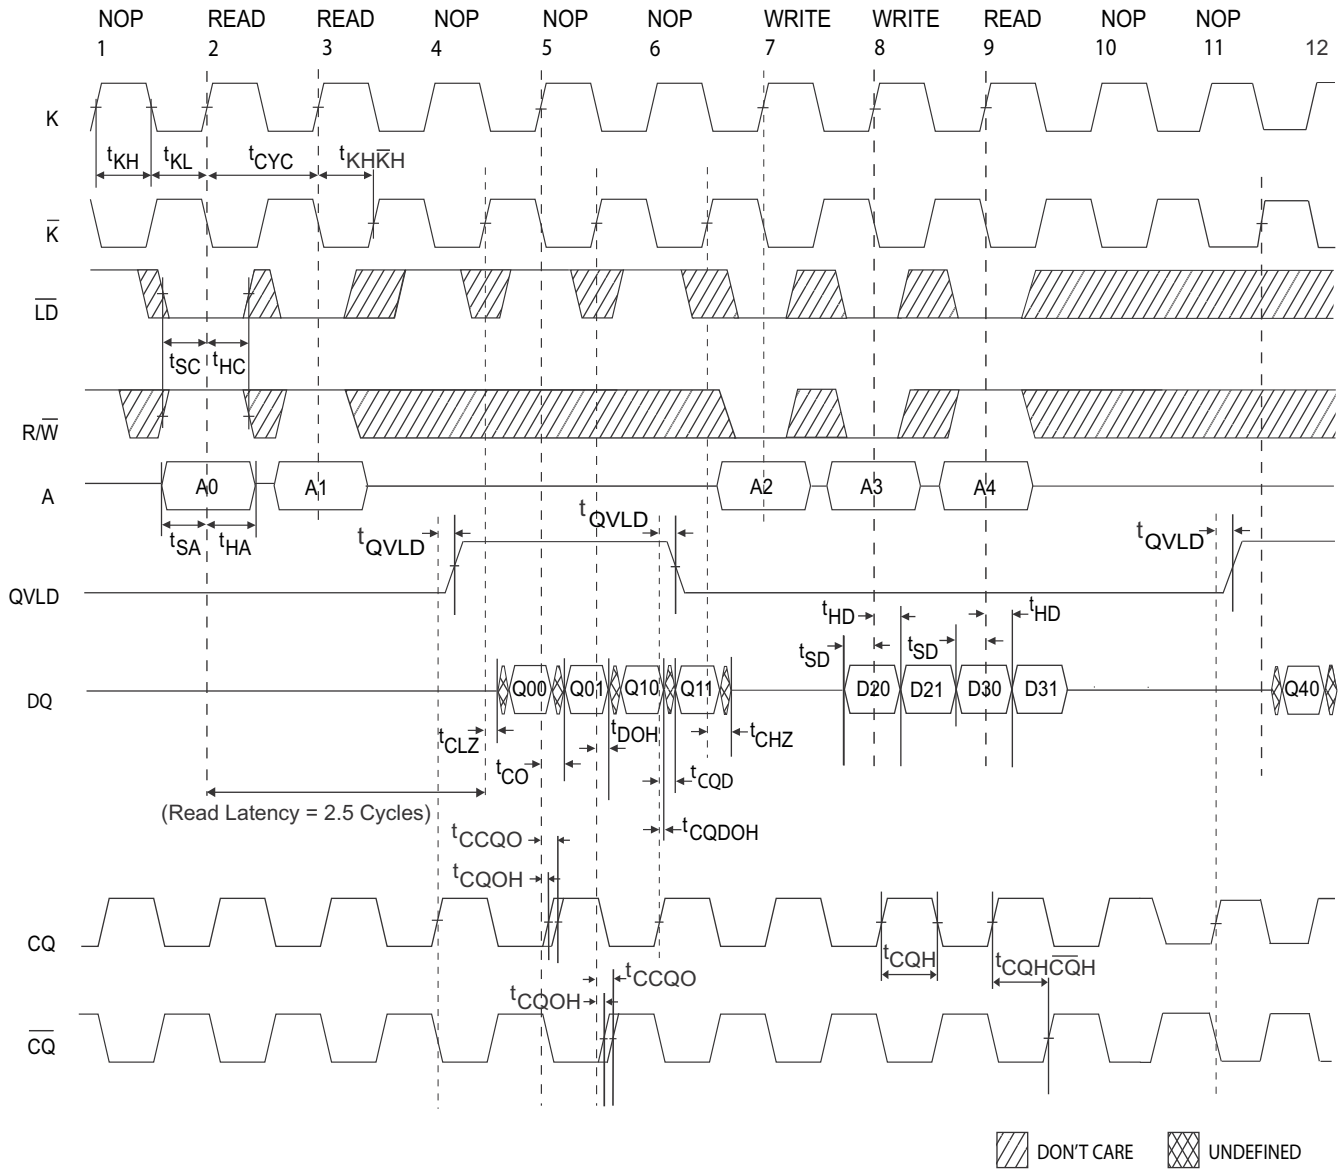 NOP READ READ NOP NOP NOP WRITE WRITE READ NOP NOP
1 2 3 4 5 6 7 8 9 10 11 12
K
tKH tKL tCYC tKHK̅H
K̅
L̅D̅
tSC tHC
R/W̅
A A0 A1 A2 A3 A4
tSA tHA tQVLD tQVLD tQVLD
QVLD
tHD tHD
tSD tSD
DQ Q00 Q01 Q10 Q11 D20 D21 D30 D31 Q40
tCLZ tDOH tCHZ
tCO tCQD
(Read Latency = 2.5 Cycles)
tCQDOH
tCCQO
tCQOH
CQ
tCQH tCQHC̅Q̅H
tCCQO
tCQOH
C̅Q̅
DON'T CARE UNDEFINED